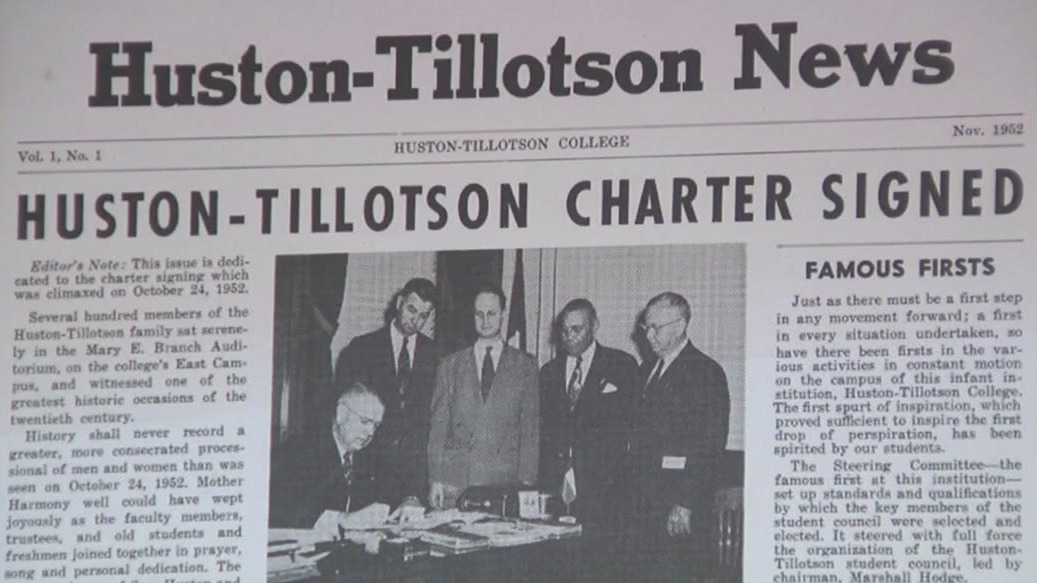 Huston-Tillotson News
Vol. 1, No. 1
HUSTON-TILLOTSON COLLEGE
Nov. 1952
HUSTON-TILLOTSON CHARTER SIGNED
Editor's Note: This issue is dedi-
cated to the charter signing which
was climaxed on October 24, 1952.
Several hundred members of the
Huston-Tillotson family sat serene-
ly in the Mary E. Branch Audi-
torium, on the college's East Cam-
pus, and witnessed one of the
greatest historic occasions of the
twentieth century.
History shall never record a
greater, more consecrated proces-
sional of men and women than was
seen on October 24, 1952. Mother
Harmony well could have wept
joyously as the faculty members,
trustees, and old students and
freshmen joined together in prayer,
song and personal dedication. The
FAMOUS FIRSTS
Just as there must be a first step
in any movement forward; a first
in every situation undertaken, so
have there been firsts in the var-
ious activities in constant motion
on the campus of this infant in-
stitution, Huston-Tillotson College.
The first spurt of inspiration, which
proved sufficient to inspire the first
drop of perspiration, has been
spirited by our students.
The Steering Committee—the
famous first at this institution—
set up standards and qualifications
by which the key members of the
student council were selected and
elected. It steered with full force
the organization of the Huston-
Tillotson student council, led by
chairman, Marshall Hodge.